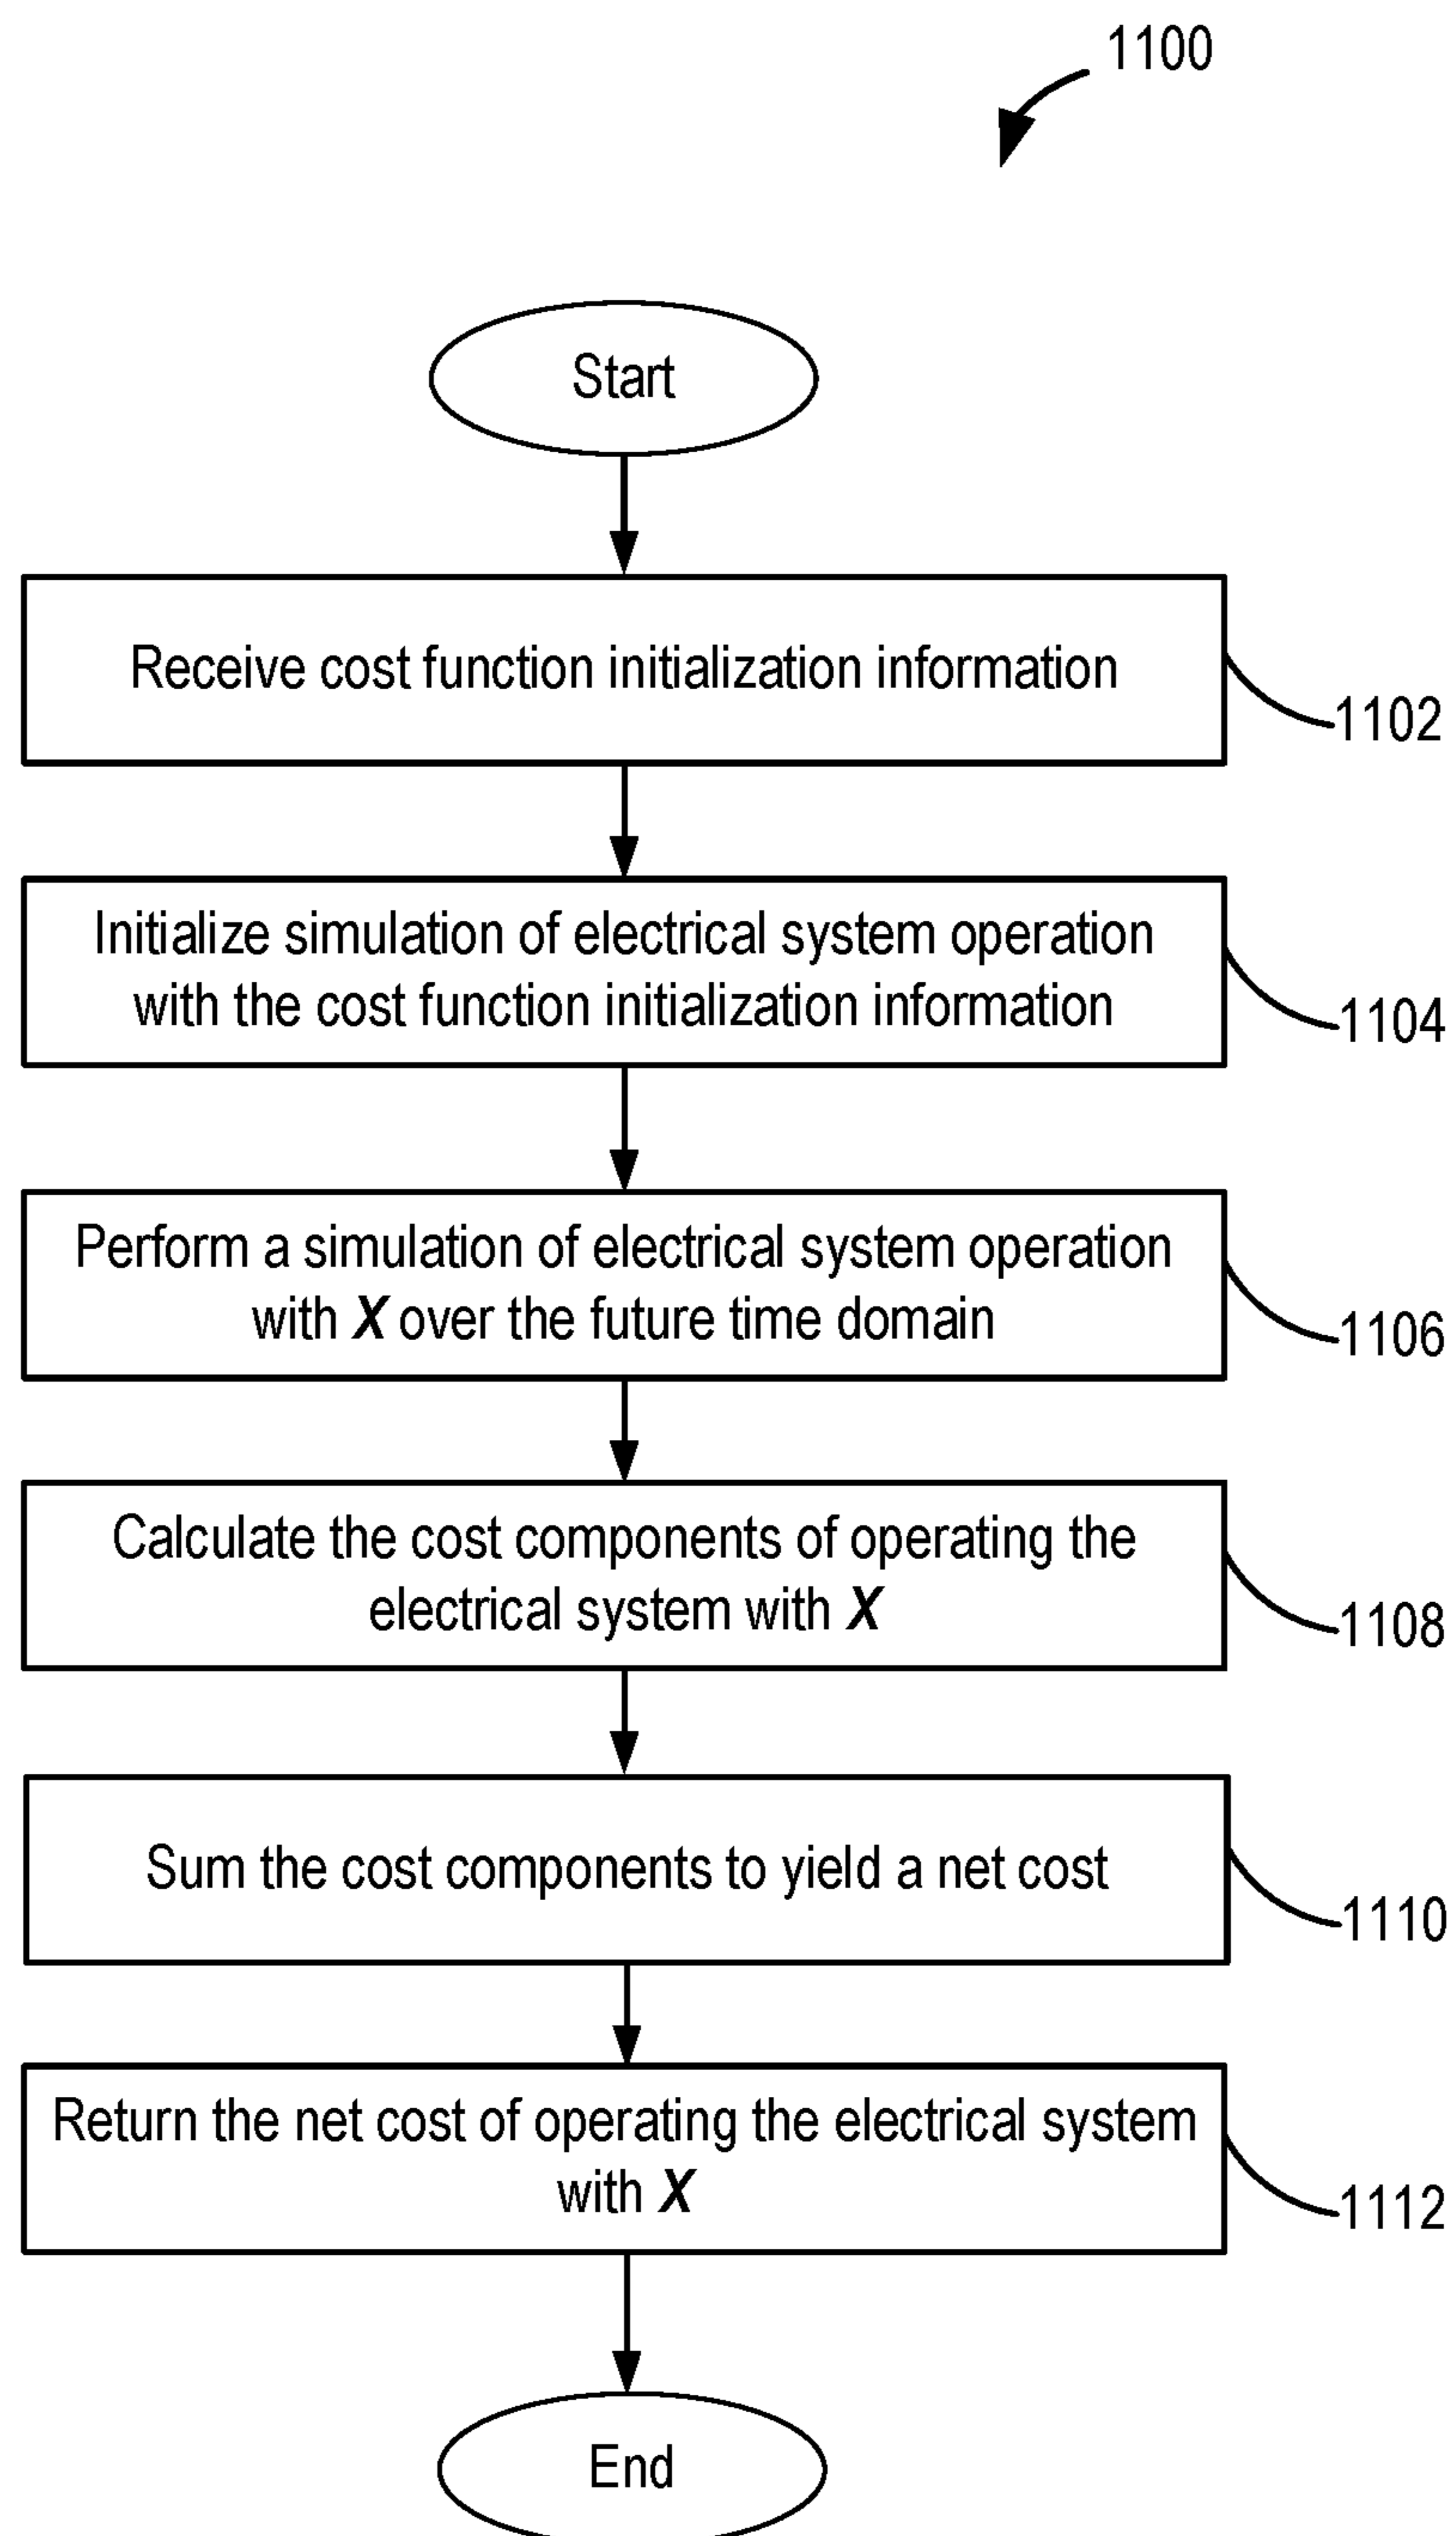 1100
Start
Receive cost function initialization information
1102
Initialize simulation of electrical system operation
with the cost function initialization information
1104
Perform a simulation of electrical system operation
with X over the future time domain
1106
Calculate the cost components of operating the
electrical system with X
1108
Sum the cost components to yield a net cost
1110
Return the net cost of operating the electrical system
with X
1112
End